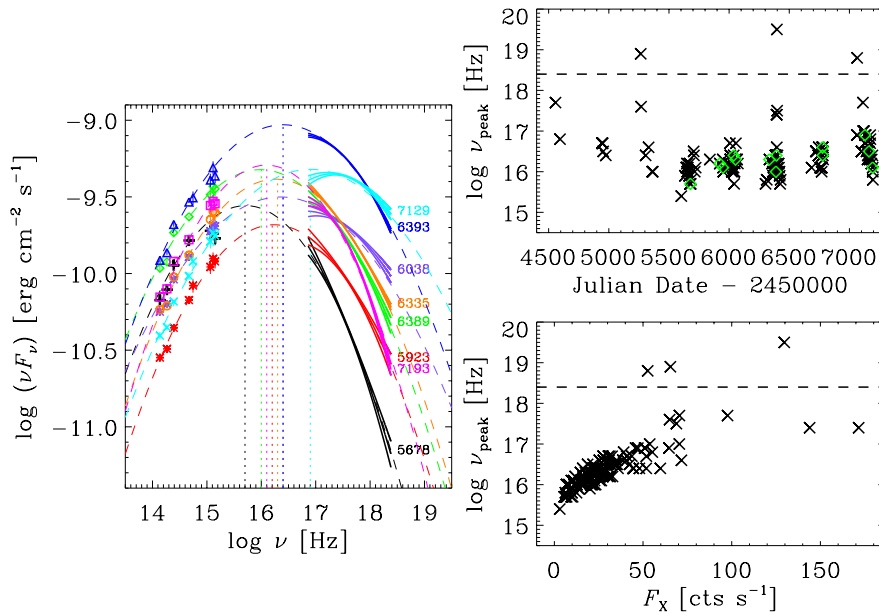 log (νFν) [erg cm⁻² s⁻¹]
-9.0
-9.5
-10.0
-10.5
-11.0
7129
6393
6038
6335
6389
5923
7193
5678
14 15 16 17 18 19
log ν [Hz]
log νpeak [Hz]
20
19
18
17
16
15
4500 5000 5500 6000 6500 7000
Julian Date − 2450000
log νpeak [Hz]
20
19
18
17
16
15
0 50 100 150
FX [cts s⁻¹]